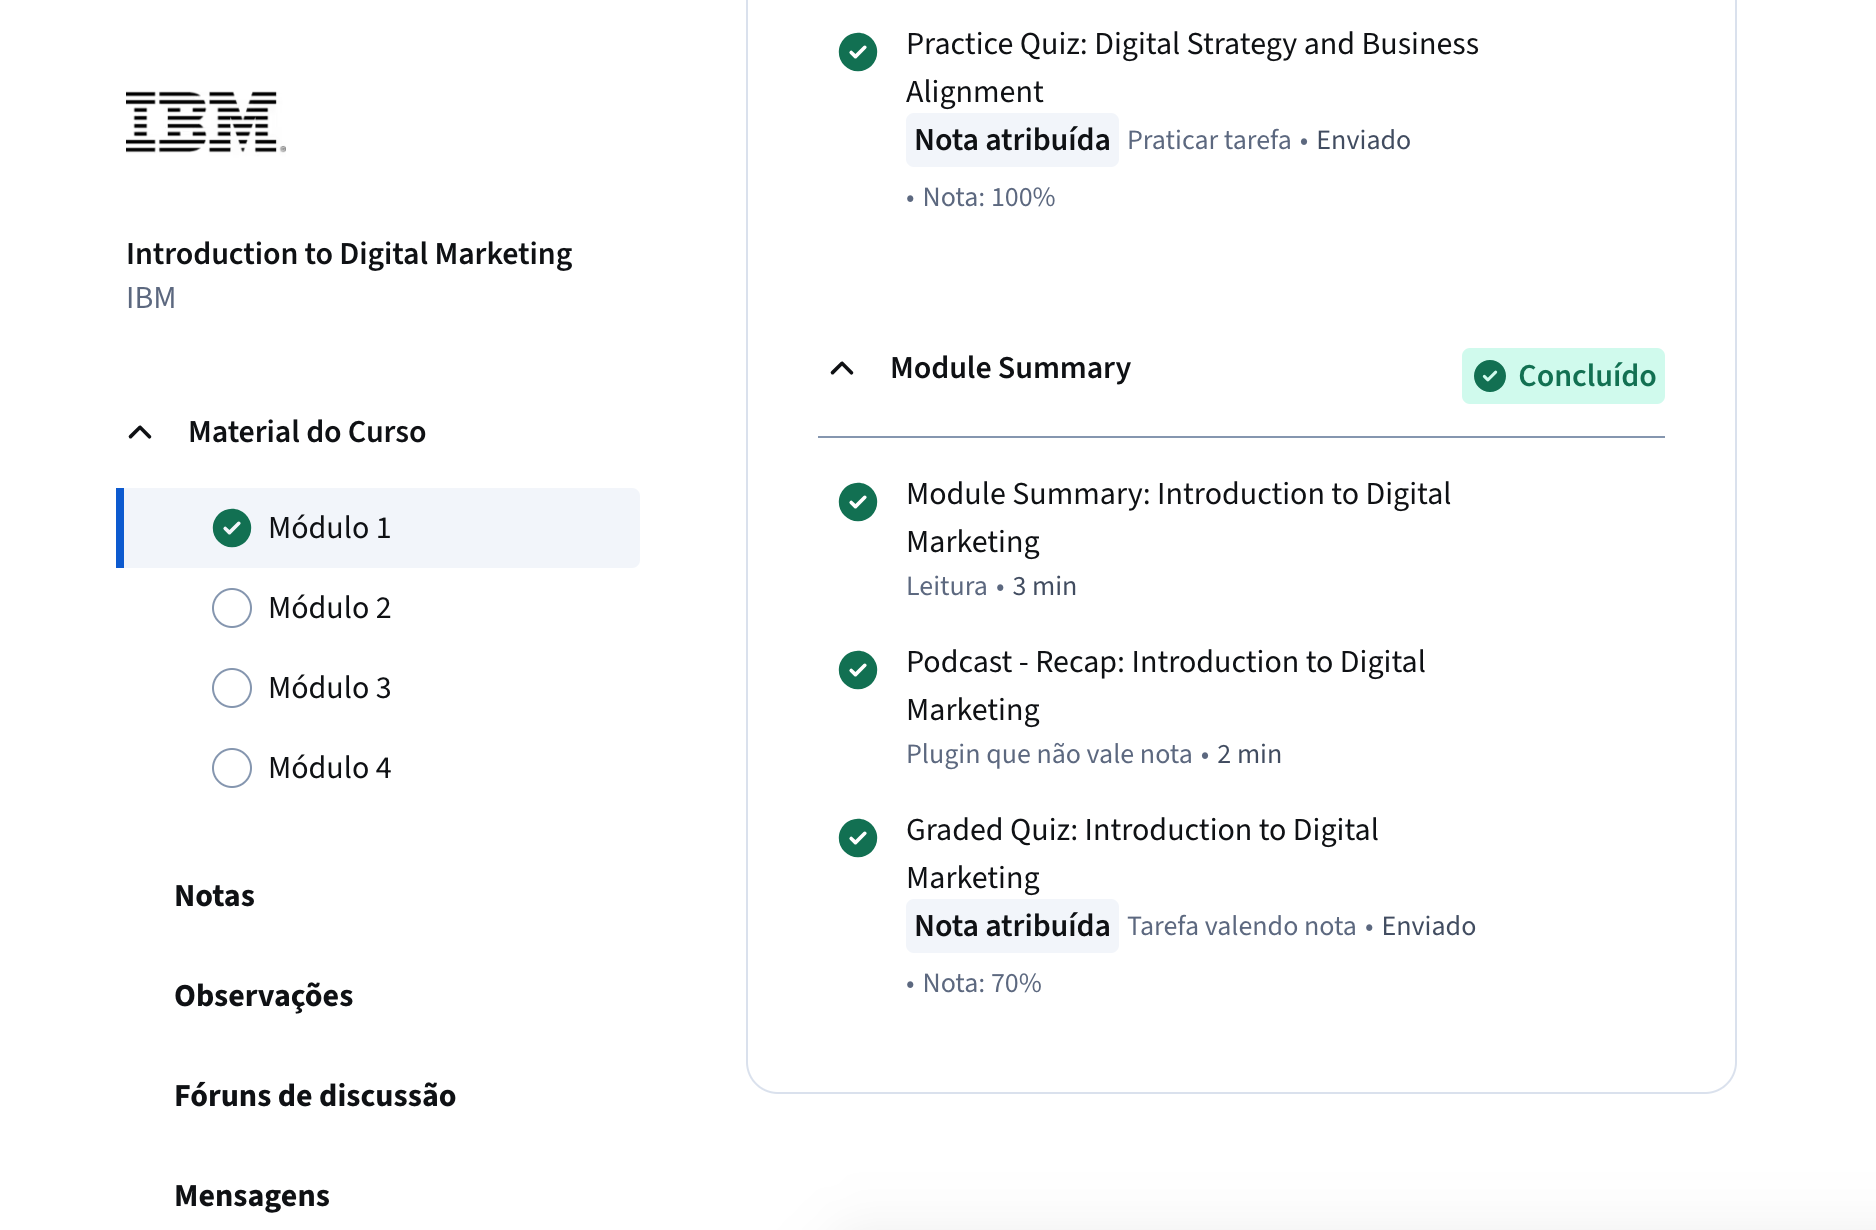 IBM
Introduction to Digital Marketing
IBM
Material do Curso
Módulo 1
Módulo 2
Módulo 3
Módulo 4
Notas
Observações
Fóruns de discussão
Mensagens
Practice Quiz: Digital Strategy and Business
Alignment
Nota atribuída Praticar tarefa • Enviado
• Nota: 100%
Module Summary
Concluído
Module Summary: Introduction to Digital
Marketing
Leitura • 3 min
Podcast - Recap: Introduction to Digital
Marketing
Plugin que não vale nota • 2 min
Graded Quiz: Introduction to Digital
Marketing
Nota atribuída Tarefa valendo nota • Enviado
• Nota: 70%